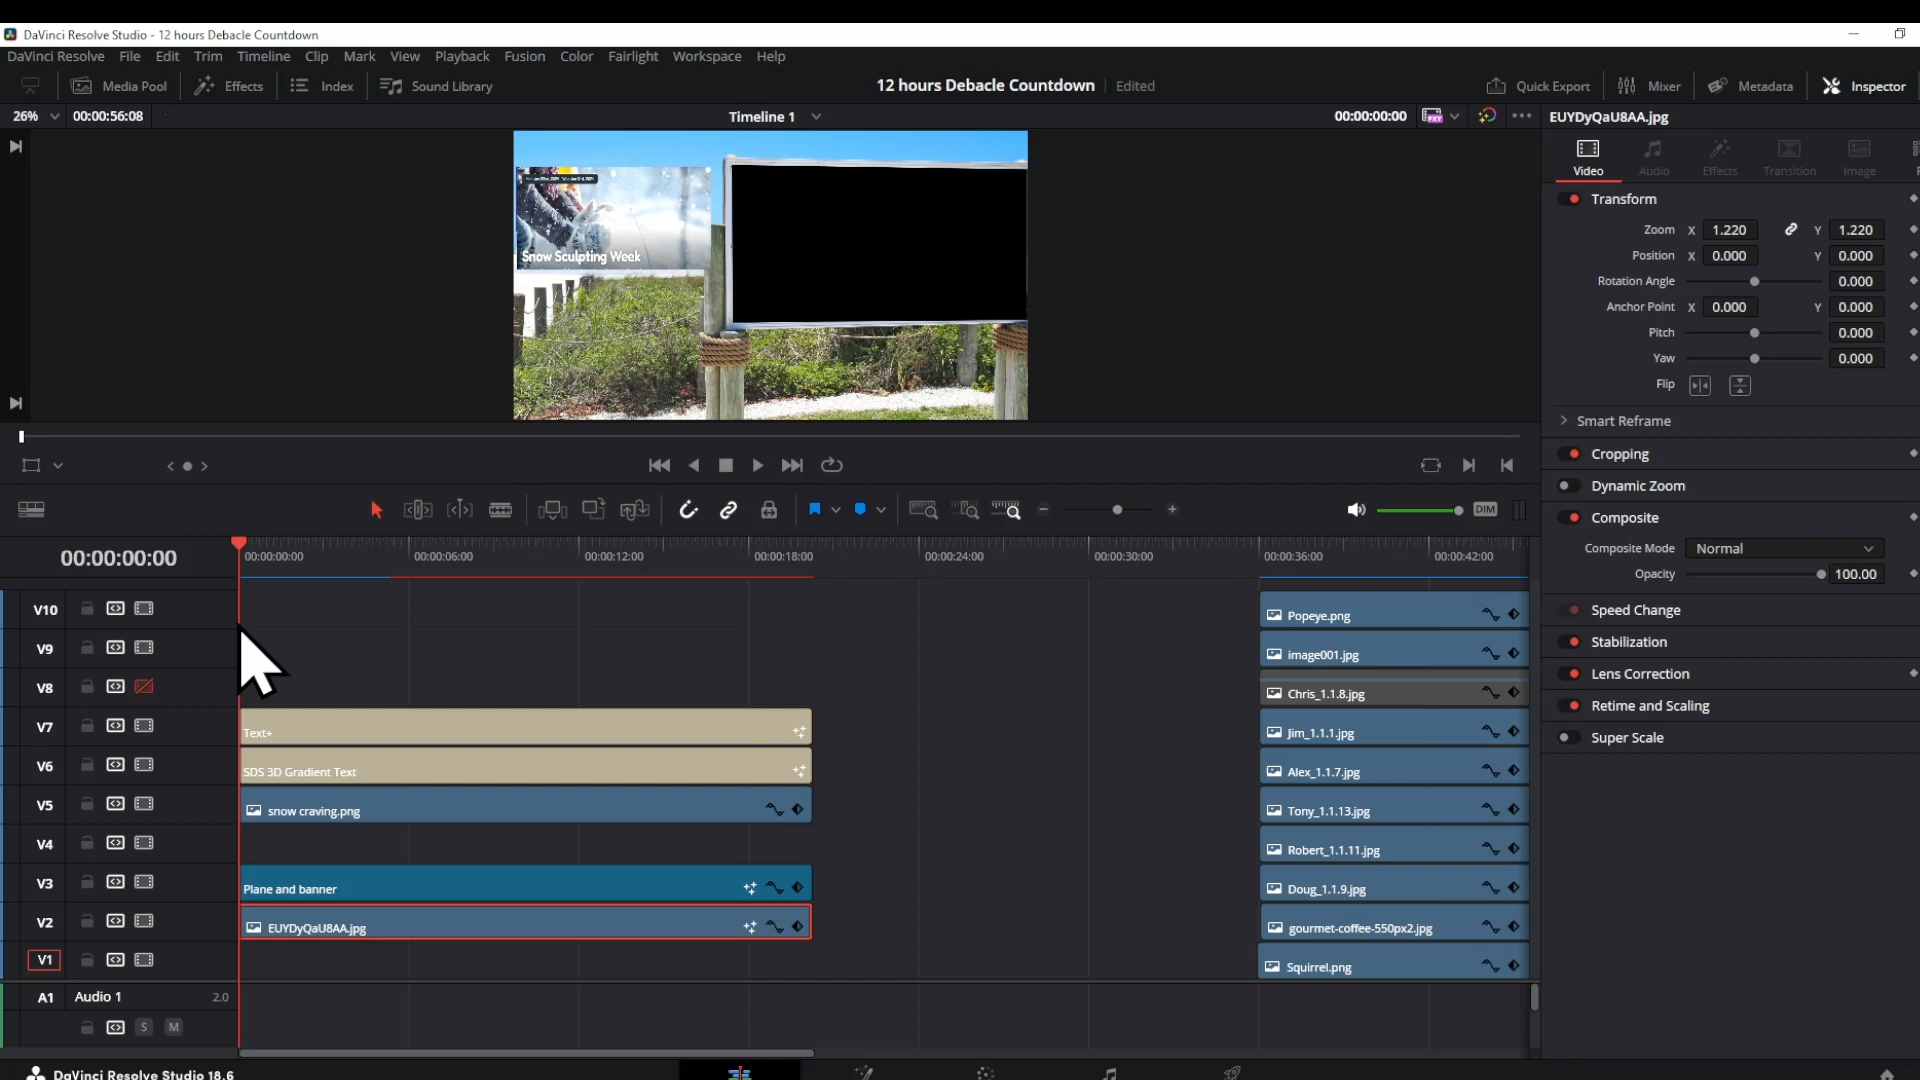 DaVinci Resolve Studio - 12 hours Debacle Countdown
DaVinci Resolve File Edit Trim Timeline Clip Mark View Playback Fusion Color Fairlight Workspace Help
Media Pool Effects Index Sound Library 12 hours Debacle Countdown Edited Quick Export Mixer Metadata Inspector
26% 00:00:56:08 Timeline 1 00:00:00:00 EUYDyQaU8AA.jpg
Video Audio Effects Transition Image
Transform
Zoom X 1.220 Y 1.220
Position X 0.000 Y 0.000
Rotation Angle 0.000
Anchor Point X 0.000 Y 0.000
Pitch 0.000
Yaw 0.000
Flip
Smart Reframe
Cropping
Dynamic Zoom
Composite
Composite Mode Normal
Opacity 100.00
Speed Change
Stabilization
Lens Correction
Retime and Scaling
Super Scale
Snow Sculpting Week
DIM
00:00:00:00 00:00:00:00 00:00:06:00 00:00:12:00 00:00:18:00 00:00:24:00 00:00:30:00 00:00:36:00 00:00:42:00
V10 Popeye.png
V9 image001.jpg
V8 Chris_1.1.8.jpg
V7 Text+ Jim_1.1.1.jpg
V6 SDS 3D Gradient Text Alex_1.1.7.jpg
V5 snow craving.png Tony_1.1.13.jpg
V4 Robert_1.1.11.jpg
V3 Plane and banner Doug_1.1.9.jpg
V2 EUYDyQaU8AA.jpg gourmet-coffee-550px2.jpg
V1 Squirrel.png
A1 Audio 1 2.0
S M
DaVinci Resolve Studio 18.6